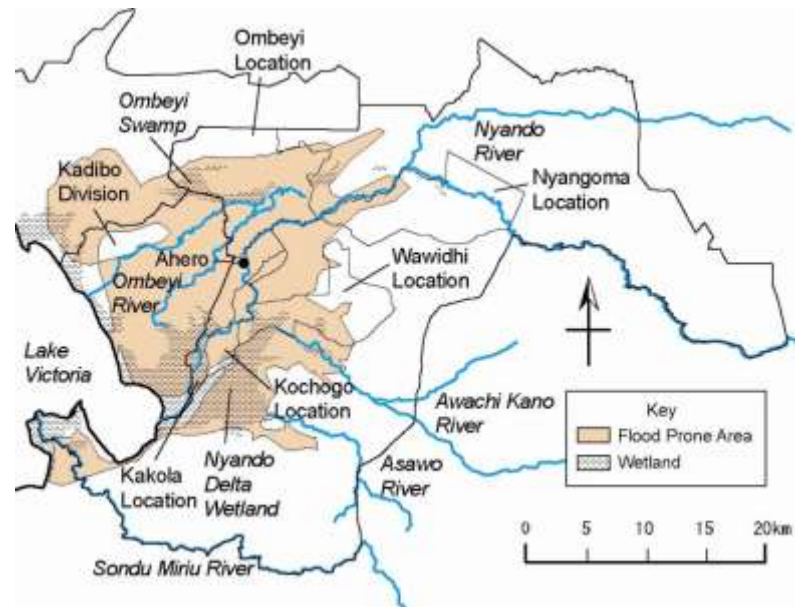 Ombeyi
Location
Ombeyi
Swamp
Kadibo
Division
Nyando
River
Nyangoma
Location
Ahero
Ombeyi
River
Wawidhi
Location
Lake
Victoria
Kochogo
Location
Awachi Kano
River
Kakola
Location
Nyando
Delta
Wetland
Asawo
River
Sondu Miriu River
Key
Flood Prone Area
Wetland
0 5 10 15 20km